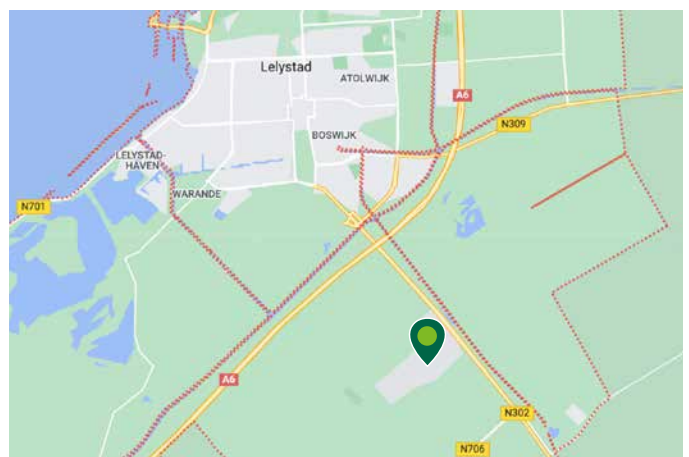 Lelystad
ATOLWIJK
A6
N309
BOSWIJK
LELYSTAD-
HAVEN
WARANDE
N701
A6
N302
N706